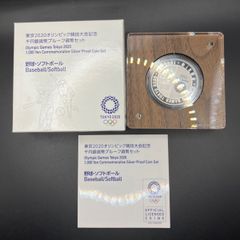 東京2020オリンピック競技大会記念
千円銀貨幣プルーフ貨幣セット
Olympic Games Tokyo 2020
1,000 Yen Commemorative Silver Proof Coin Set
野球・ソフトボール
Baseball/Softball
TOKYO 2020
東京2020オリンピック競技大会記念
千円銀貨幣プルーフ貨幣セット
Olympic Games Tokyo 2020
1,000 Yen Commemorative Silver Proof Coin Set
野球・ソフトボール
Baseball/Softball
TOKYO 2020
OFFICIAL
LICENSED